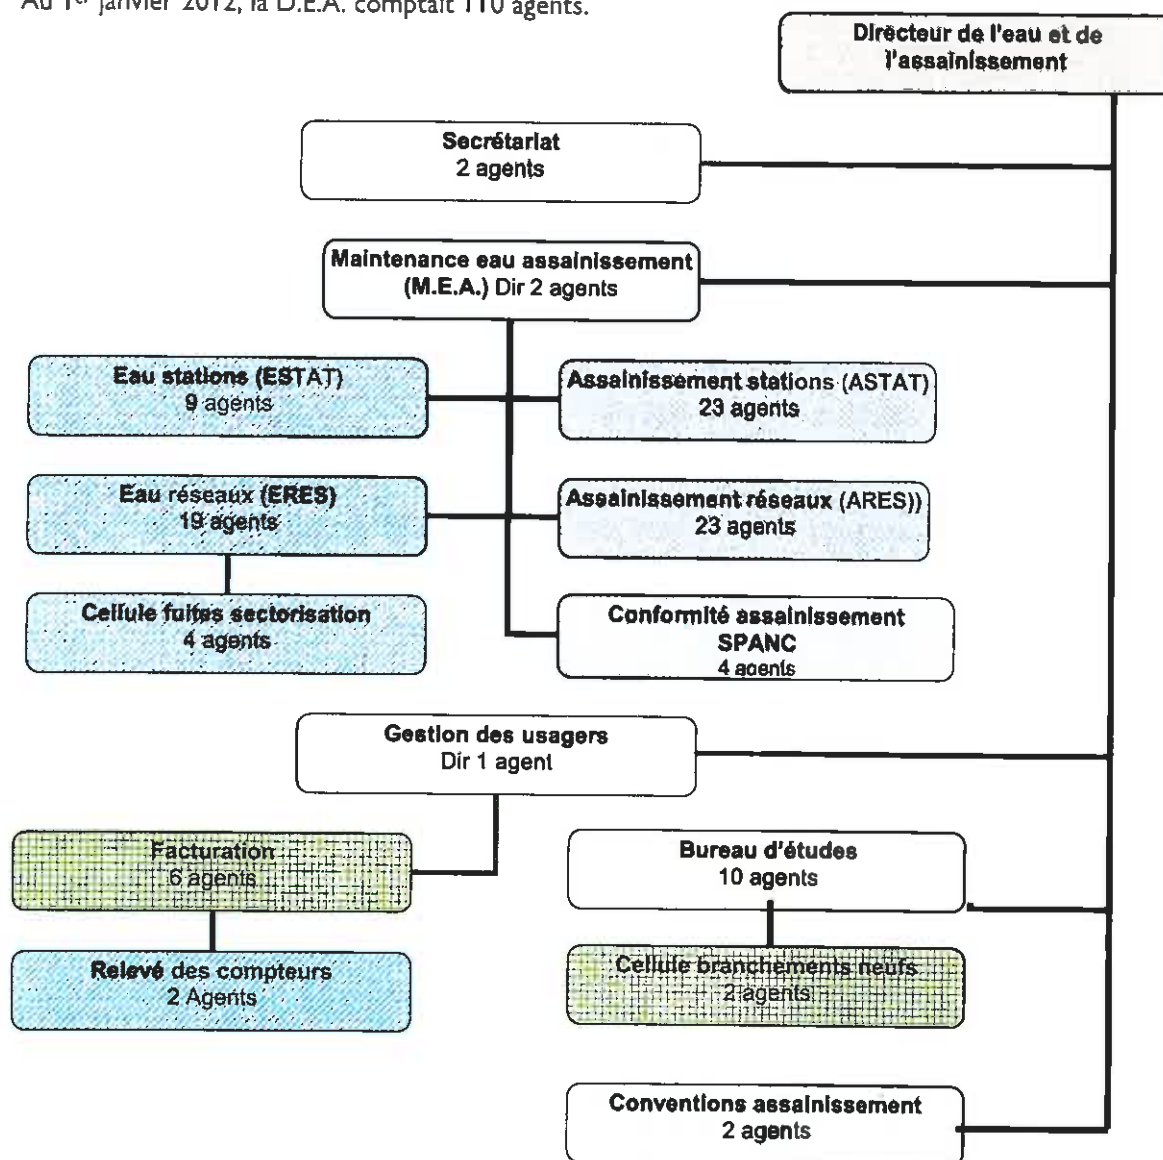 Au 1er janvier 2012, la D.E.A. comptait 110 agents.
Directeur de l'eau et de
l'assainissement
Secrétariat
2 agents
Maintenance eau assainissement
(M.E.A.) Dir 2 agents
Eau stations (ESTAT)
9 agents
Assainissement stations (ASTAT)
23 agents
Eau réseaux (ERES)
19 agents
Assainissement réseaux (ARES))
23 agents
Cellule fuites sectorisation
4 agents
Conformité assainissement
SPANC
4 agents
Gestion des usagers
Dir 1 agent
Facturation
6 agents
Bureau d'études
10 agents
Relevé des compteurs
2 Agents
Cellule branchements neufs
2 agents
Conventions assainissement
2 agents